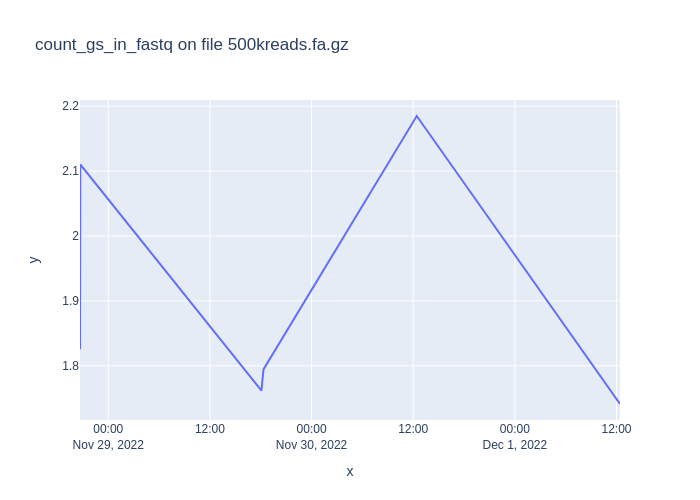 count_gs_in_fastq on file 500kreads.fa.gz
2.2
2.1
2
1.9
1.8
y
00:00 12:00 00:00 12:00 00:00 12:00
Nov 29, 2022 Nov 30, 2022 Dec 1, 2022
x